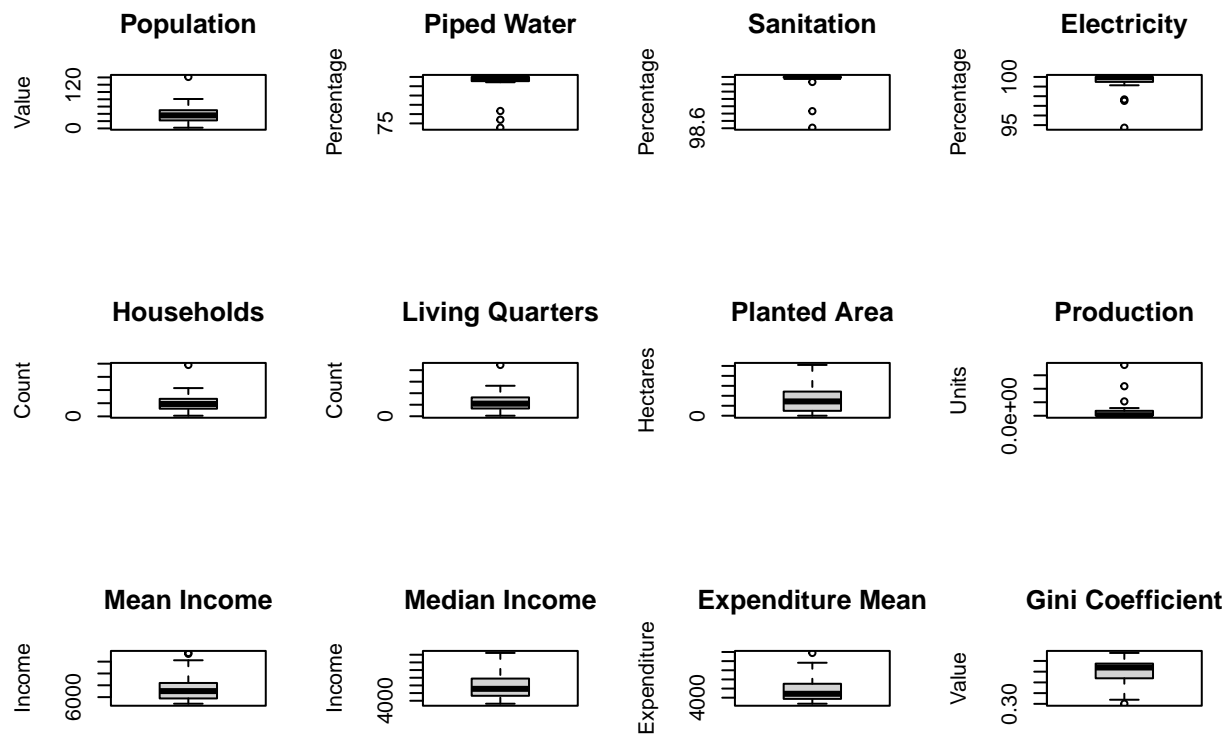 Population
Value
120
0
Piped Water
Percentage
75
Sanitation
Percentage
98.6
Electricity
Percentage
100
95
Households
Count
0
Living Quarters
Count
0
Planted Area
Hectares
0
Production
Units
0.0e+00
Mean Income
Income
6000
Median Income
Income
4000
Expenditure Mean
Expenditure
4000
Gini Coefficient
Value
0.30